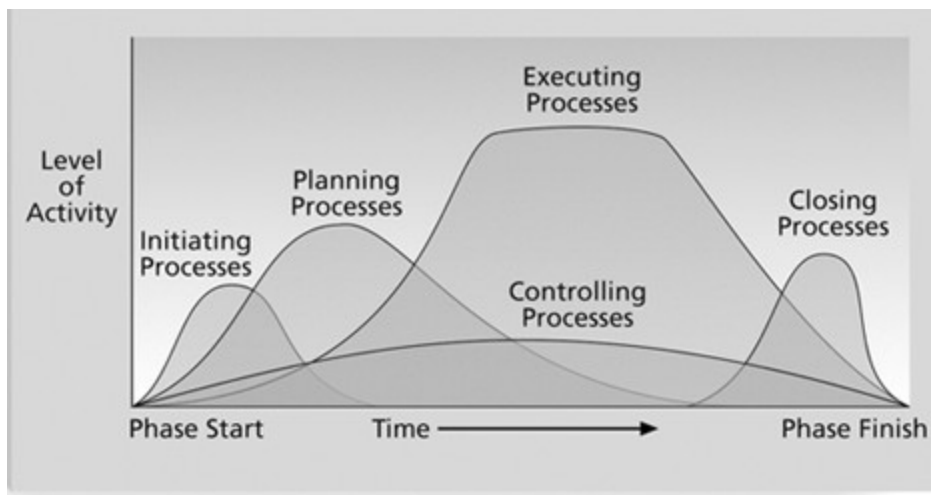 Executing
Processes
Level
of
Activity
Planning
Processes
Closing
Processes
Initiating
Processes
Controlling
Processes
Phase Start
Time
Phase Finish